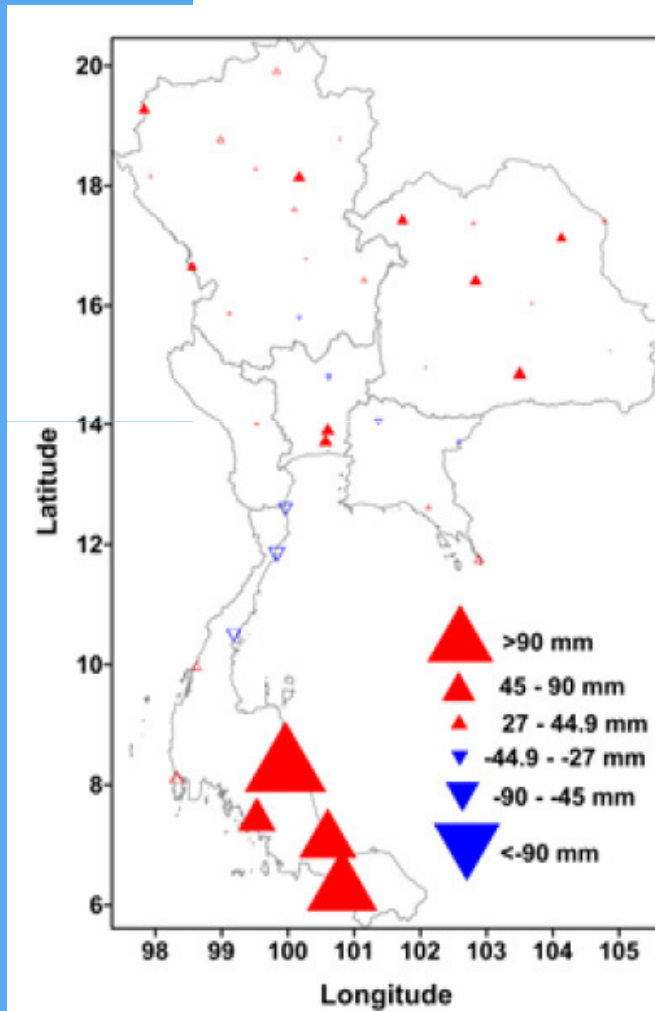 20
18
16
14
12
10
8
6
Latitude
>90 mm
45 - 90 mm
27 - 44.9 mm
-44.9 - -27 mm
-90 - -45 mm
<-90 mm
98 99 100 101 102 103 104 105
Longitude